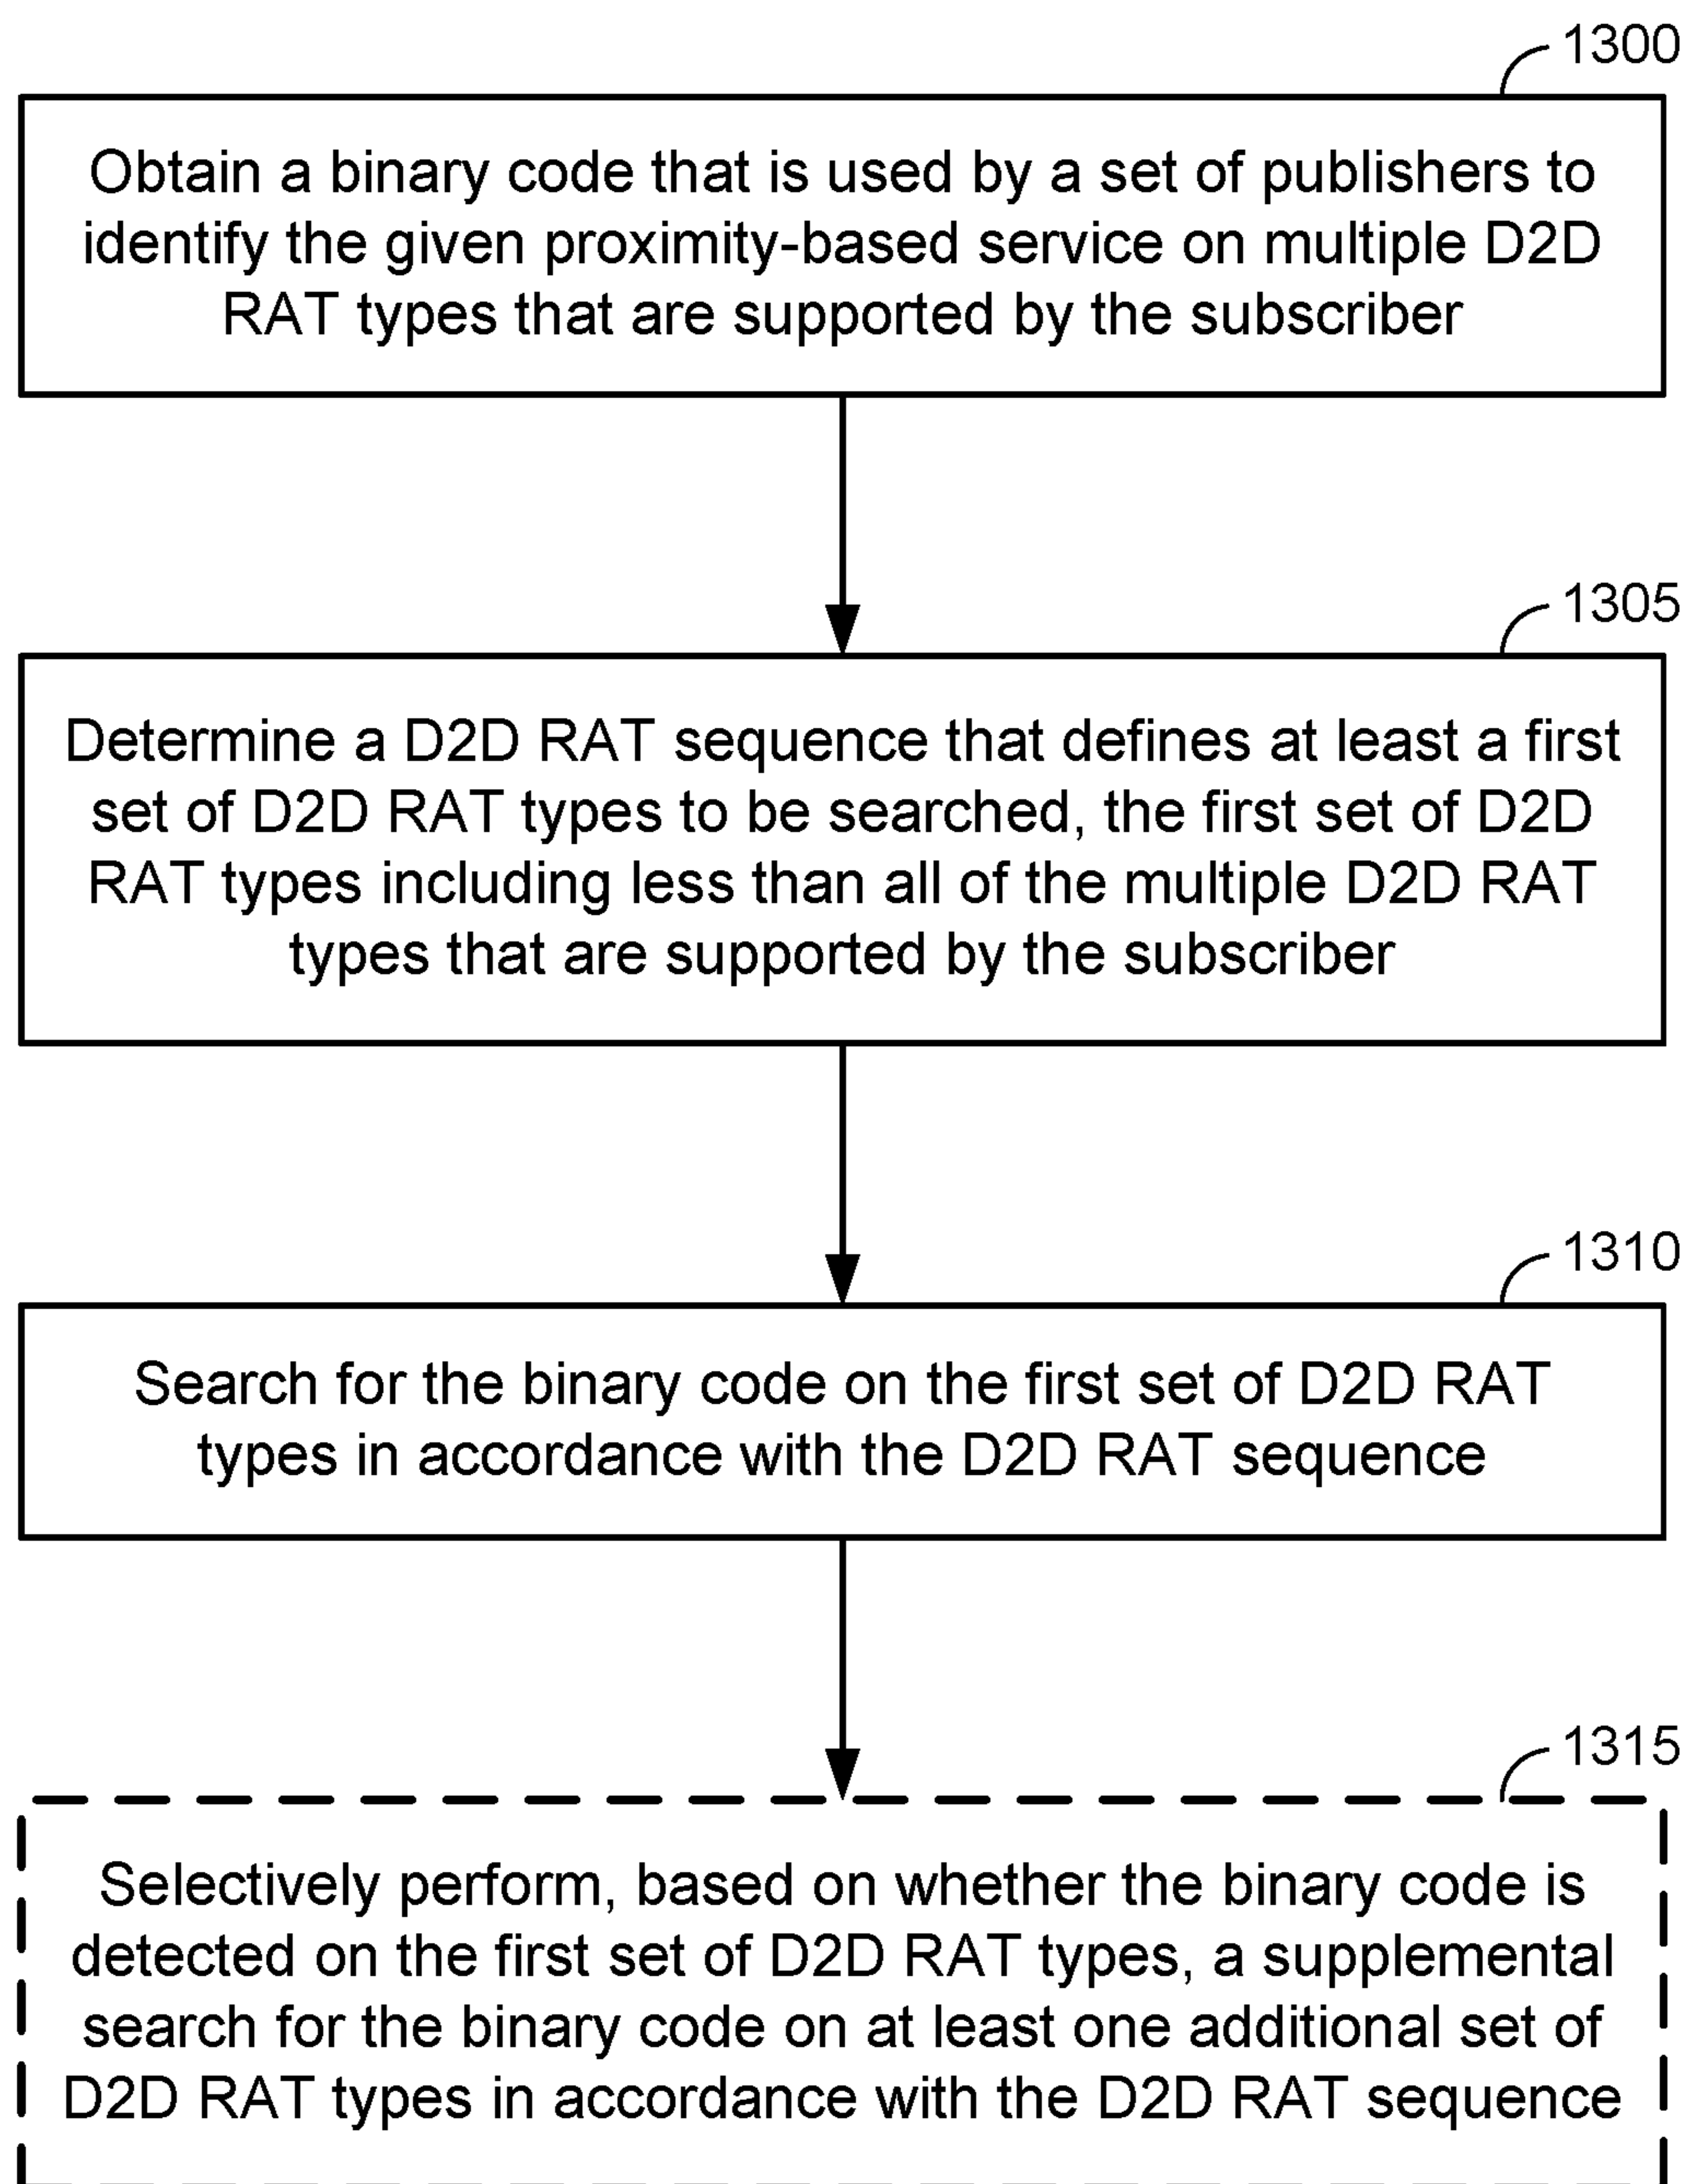 1300
Obtain a binary code that is used by a set of publishers to
identify the given proximity-based service on multiple D2D
RAT types that are supported by the subscriber
1305
Determine a D2D RAT sequence that defines at least a first
set of D2D RAT types to be searched, the first set of D2D
RAT types including less than all of the multiple D2D RAT
types that are supported by the subscriber
1310
Search for the binary code on the first set of D2D RAT
types in accordance with the D2D RAT sequence
1315
Selectively perform, based on whether the binary code is
detected on the first set of D2D RAT types, a supplemental
search for the binary code on at least one additional set of
D2D RAT types in accordance with the D2D RAT sequence